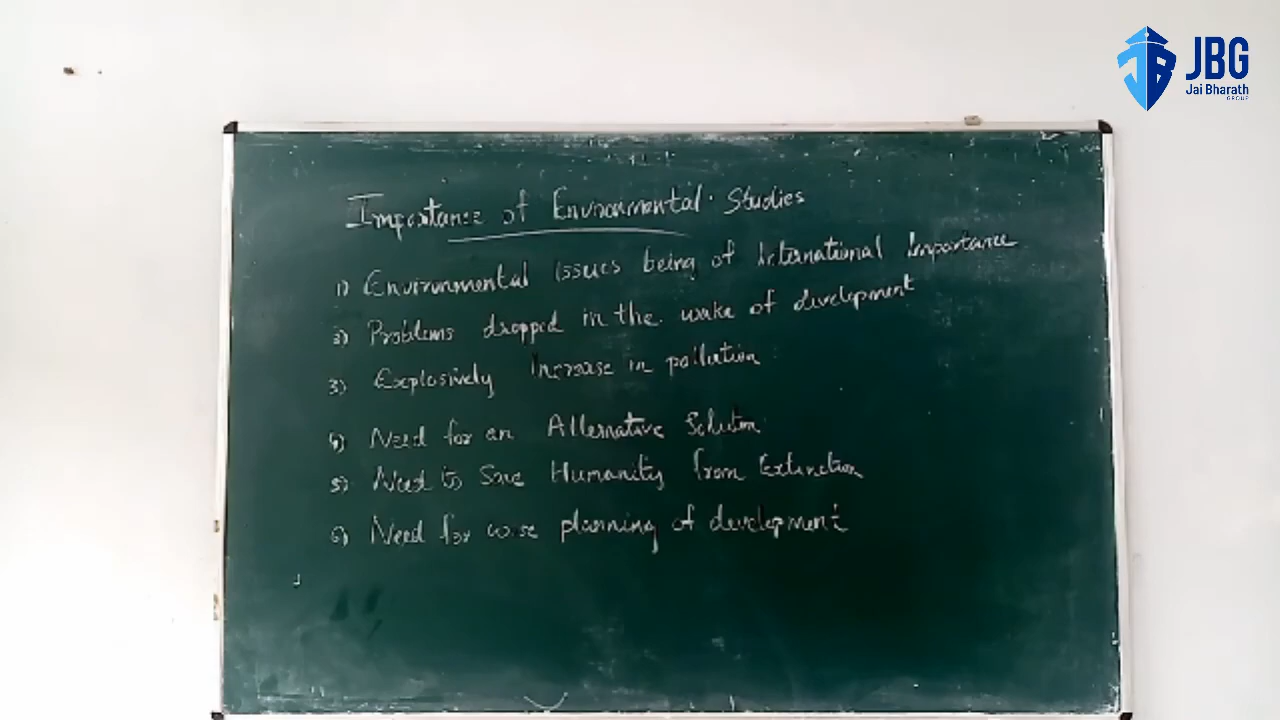 JBG
Jai Bharath
GROUP
Importance of Environmental Studies
1) Environmental issues being of International Importance
2) Problems dropped in the wake of development
3) Explosively Increase in pollution
4) Need for an Alternative Solution
5) Need to Save Humanity from Extinction
6) Need for wise planning of development